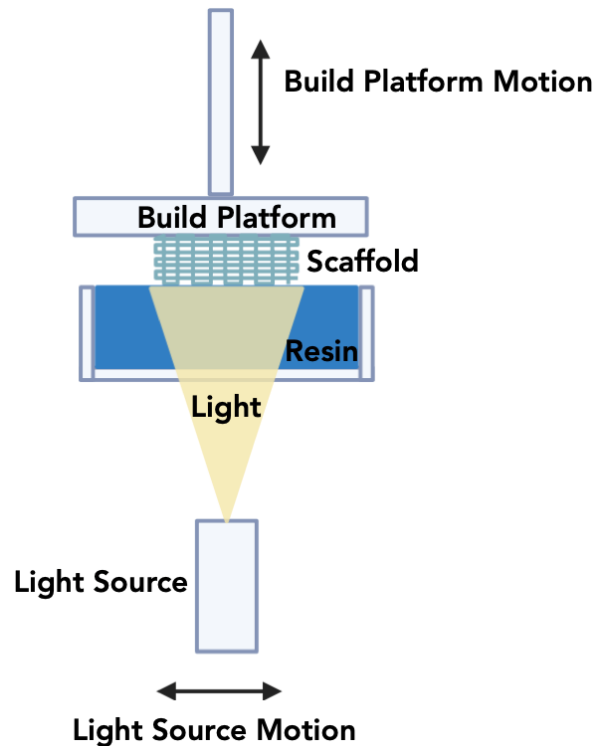 Build Platform Motion
Build Platform
Scaffold
Resin
Light
Light Source
Light Source Motion